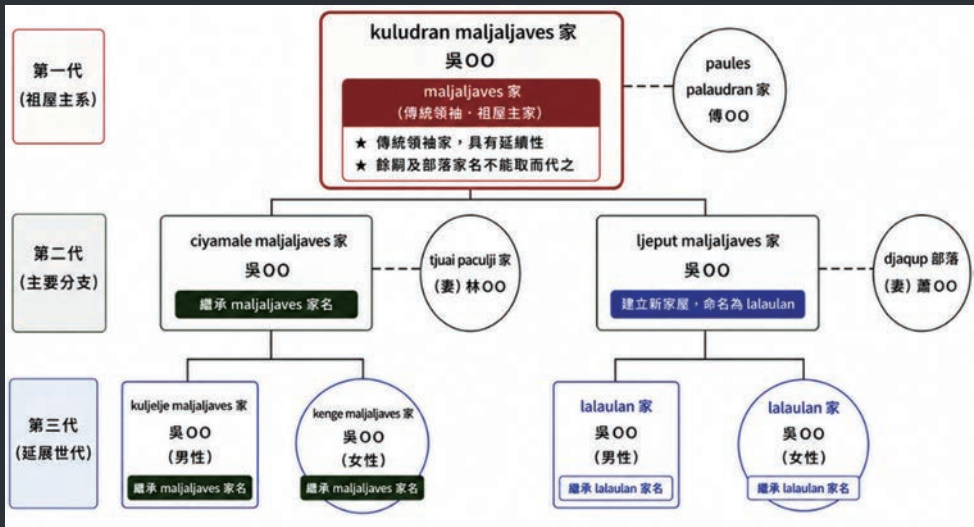 第一代
(祖屋主系)
kuludran maljaljaves 家
吳OO
maljaljaves 家
(傳統領袖・祖屋主家)
★ 傳統領袖家，具有延續性
★ 餘嗣及部落家名不能取而代之
paules
palaudran 家
傅OO
第二代
(主要分支)
ciyamale maljaljaves 家
吳OO
繼承 maljaljaves 家名
tjuai paculji 家
(妻) 林OO
ljeput maljaljaves 家
吳OO
建立新家屋，命名為 lalaulan
djaqup 部落
(妻) 蕭OO
第三代
(延展世代)
kuljelje maljaljaves 家
吳OO
(男性)
繼承 maljaljaves 家名
kenge maljaljaves 家
吳OO
(女性)
繼承 maljaljaves 家名
lalaulan 家
吳OO
(男性)
繼承 lalaulan 家名
lalaulan 家
吳OO
(女性)
繼承 lalaulan 家名